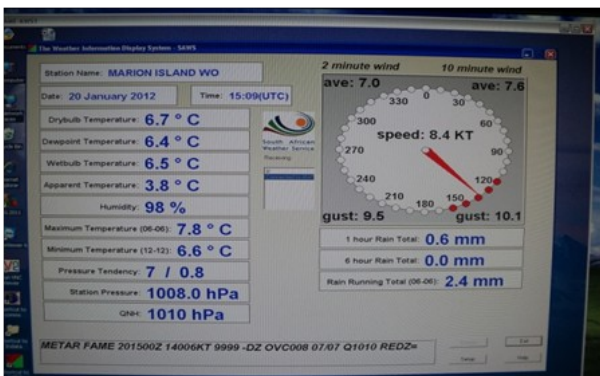 The Weather Information Display System - SAWS
Station Name: MARION ISLAND WO
Date: 20 January 2012 Time: 15:09(UTC)
Drybulb Temperature: 6.7 ° C
Dewpoint Temperature: 6.4 ° C
Wetbulb Temperature: 6.5 ° C
Apparent Temperature: 3.8 ° C
Humidity: 98 %
Maximum Temperature (06-06): 7.8 ° C
Minimum Temperature (12-12): 6.6 ° C
Pressure Tendency: 7 / 0.8
Station Pressure: 1008.0 hPa
QNH: 1010 hPa
South African
Weather Service
2 minute wind 10 minute wind
ave: 7.0 ave: 7.6
0
330 30
300 60
speed: 8.4 KT
270 90
240 120
210 150
180
gust: 9.5 gust: 10.1
1 hour Rain Total: 0.6 mm
6 hour Rain Total: 0.0 mm
Rain Running Total (06-06): 2.4 mm
METAR FAME 201500Z 14006KT 9999 -DZ OVC008 07/07 Q1010 REDZ=
Exit
Setup Help